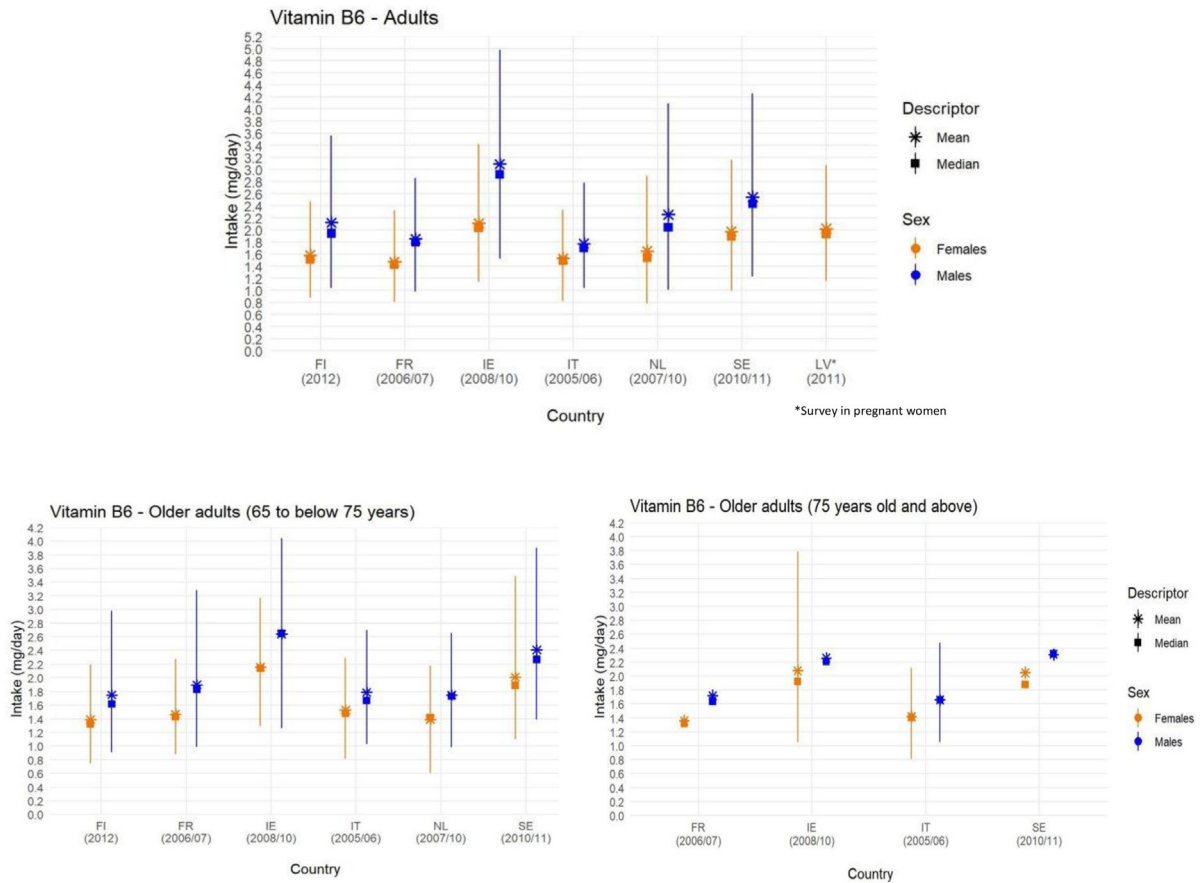 Vitamin B6 - Adults
5.2
5.0
4.8
4.6
4.4
4.2
4.0
3.8
3.6
3.4
3.2
3.0
2.8
2.6
2.4
2.2
2.0
1.8
1.6
1.4
1.2
1.0
0.8
0.6
0.4
0.2
0.0
Intake (mg/day)
FI FR IE IT NL SE LV*
(2012) (2006/07) (2008/10) (2005/06) (2007/10) (2010/11) (2011)
Country
*Survey in pregnant women
Descriptor
Mean
Median
Sex
Females
Males
Vitamin B6 - Older adults (65 to below 75 years)
4.2
4.0
3.8
3.6
3.4
3.2
3.0
2.8
2.6
2.4
2.2
2.0
1.8
1.6
1.4
1.2
1.0
0.8
0.6
0.4
0.2
0.0
Intake (mg/day)
FI FR IE IT NL SE
(2012) (2006/07) (2008/10) (2005/06) (2007/10) (2010/11)
Country
Vitamin B6 - Older adults (75 years old and above)
4.2
4.0
3.8
3.6
3.4
3.2
3.0
2.8
2.6
2.4
2.2
2.0
1.8
1.6
1.4
1.2
1.0
0.8
0.6
0.4
0.2
0.0
Intake (mg/day)
FR IE IT SE
(2006/07) (2008/10) (2005/06) (2010/11)
Country
Descriptor
Mean
Median
Sex
Females
Males